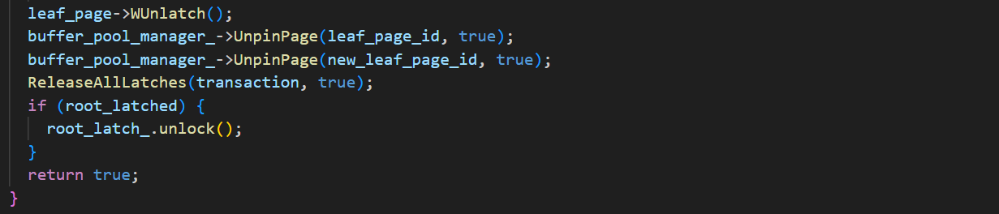 leaf_page->WUnlatch();
buffer_pool_manager_->UnpinPage(leaf_page_id, true);
buffer_pool_manager_->UnpinPage(new_leaf_page_id, true);
ReleaseAllLatches(transaction, true);
if (root_latched) {
root_latch_.unlock();
}
return true;
}